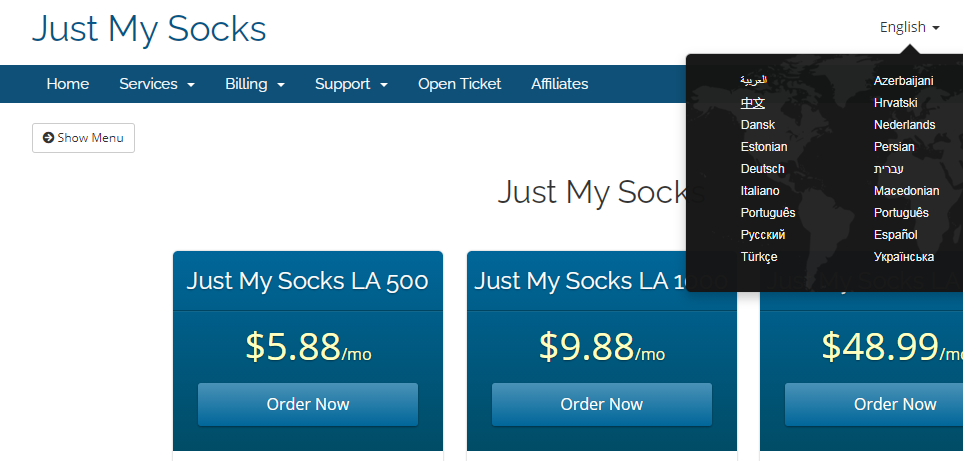 Just My Socks
English
Home Services Billing Support Open Ticket Affiliates
العربية Azerbaijani
中文 Hrvatski
Dansk Nederlands
Estonian Persian
Deutsch עברית
Italiano Macedonian
Português Português
Русский Español
Türkçe Українська
Show Menu
Just My Socks
Just My Socks LA 500
$5.88/mo
Order Now
Just My Socks LA
$9.88/mo
Order Now
$48.99/mo
Order Now